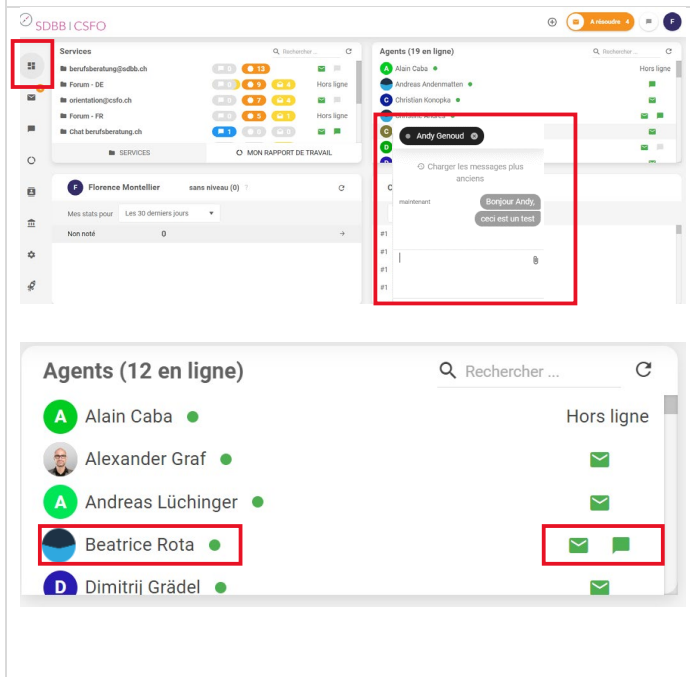 SDBB I CSFO
A résoudre 4
F
Services
Rechercher ...
berufsberatung@sdbb.ch 0 13
Forum - DE 0 9 4 Hors ligne
orientation@csfo.ch 0 7 4
Forum - FR 0 5 1 Hors ligne
Chat berufsberatung.ch 1 0 0
SERVICES
MON RAPPORT DE TRAVAIL
Agents (19 en ligne)
Rechercher ...
A Alain Caba Hors ligne
Andreas Andenmatten
C Christian Konopka
C
D
Andy Genoud
Charger les messages plus
anciens
maintenant
Bonjour Andy,
ceci est un test
F Florence Montellier sans niveau (0) ?
Mes stats pour Les 30 derniers jours
Non noté 0
#1
#1
#1
#1
Agents (12 en ligne)
Rechercher ...
A Alain Caba Hors ligne
Alexander Graf
A Andreas Lüchinger
Beatrice Rota
D Dimitrij Grädel